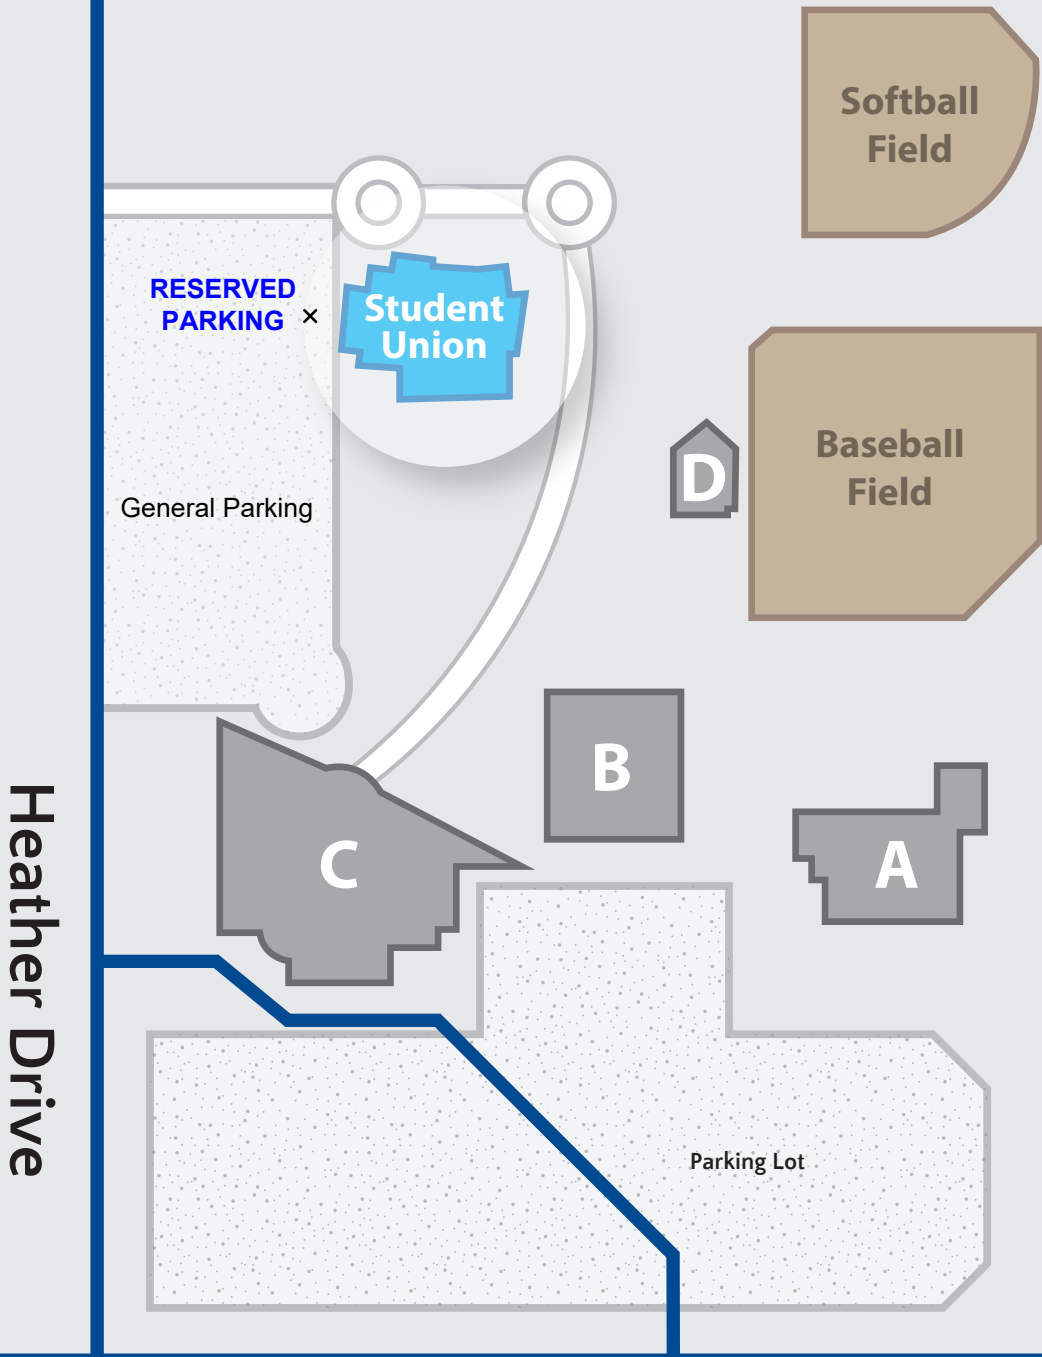 Softball
Field
RESERVED
PARKING ×
Student
Union
Baseball
Field
D
General Parking
B
C
A
Heather Drive
Parking Lot